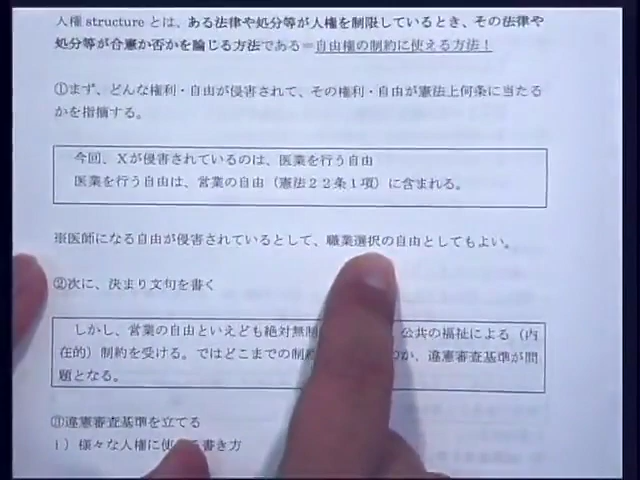 人権 structure とは、ある法律や処分等が人権を制限しているとき、その法律や
処分等が合憲か否かを論じる方法である＝自由権の制約に使える方法！
①まず、どんな権利・自由が侵害されて、その権利・自由が憲法上何条に当たる
かを指摘する。
今回、Ｘが侵害されているのは、医業を行う自由
医業を行う自由は、営業の自由（憲法２２条１項）に含まれる。
※医師になる自由が侵害されているとして、職業選択の自由としてもよい。
②次に、決まり文句を書く
しかし、営業の自由といえども絶対無制 公共の福祉による（内
在的）制約を受ける。ではどこまでの制約 のか、違憲審査基準が問
題となる。
③違憲審査基準を立てる
１）様々な人権に使 る書き方